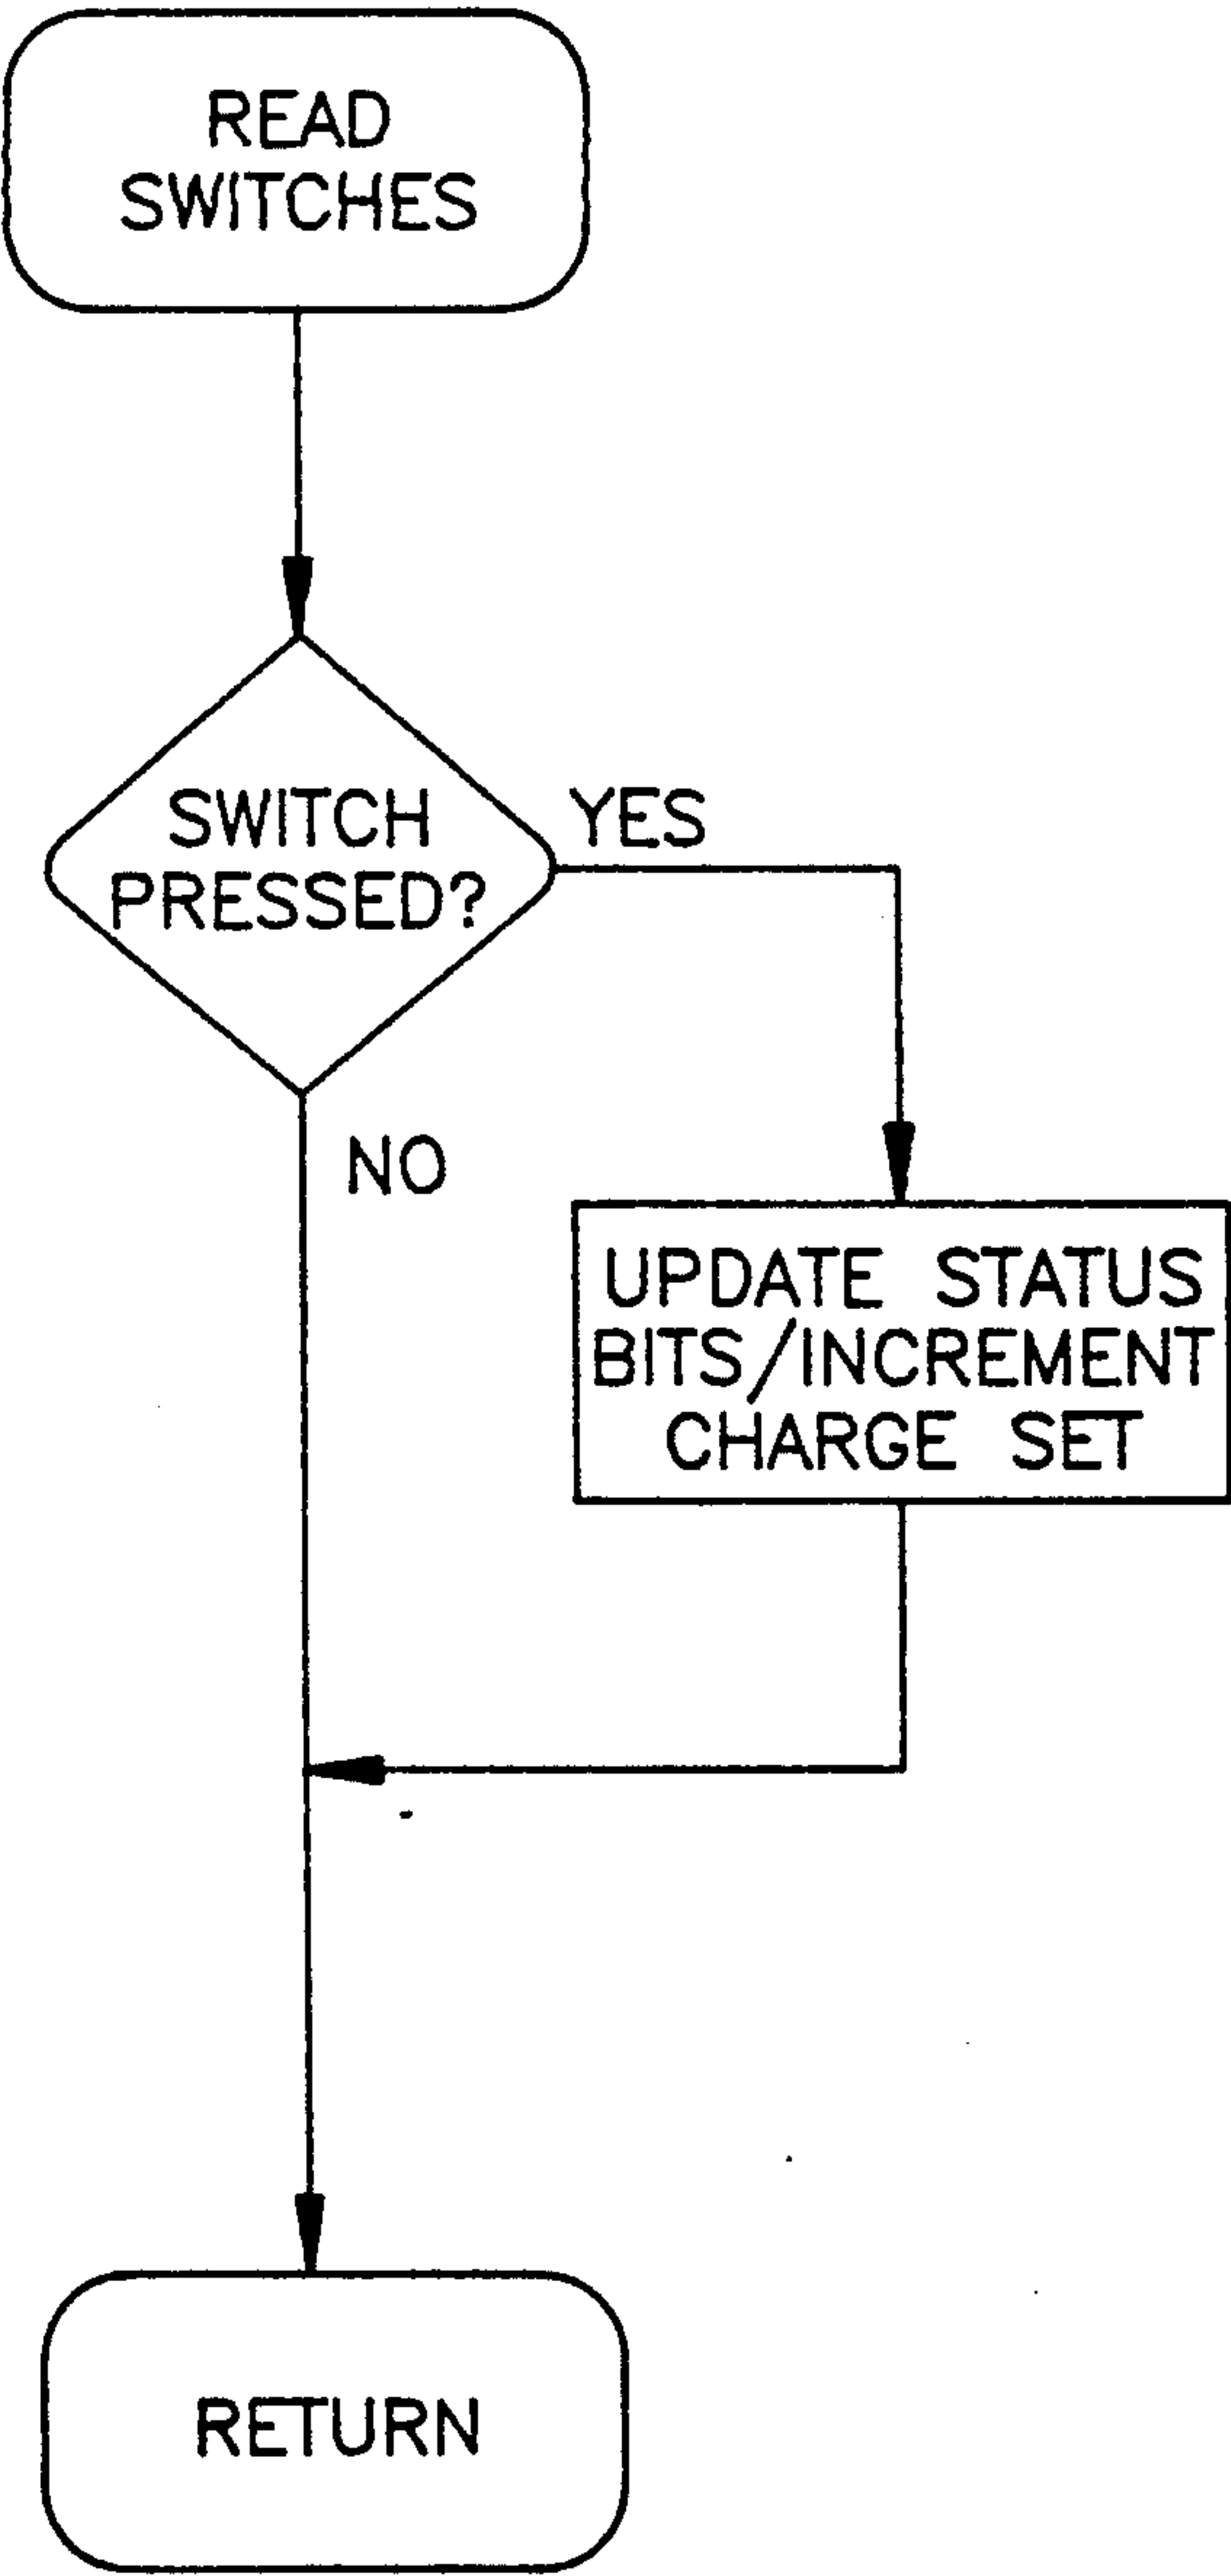 READ
SWITCHES
SWITCH
PRESSED?
YES
NO
UPDATE STATUS
BITS/INCREMENT
CHARGE SET
RETURN